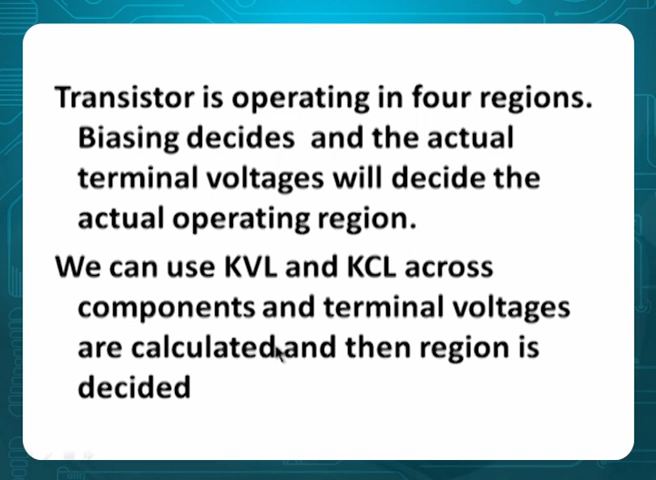 Transistor is operating in four regions.
Biasing decides and the actual
terminal voltages will decide the
actual operating region.
We can use KVL and KCL across
components and terminal voltages
are calculated and then region is
decided